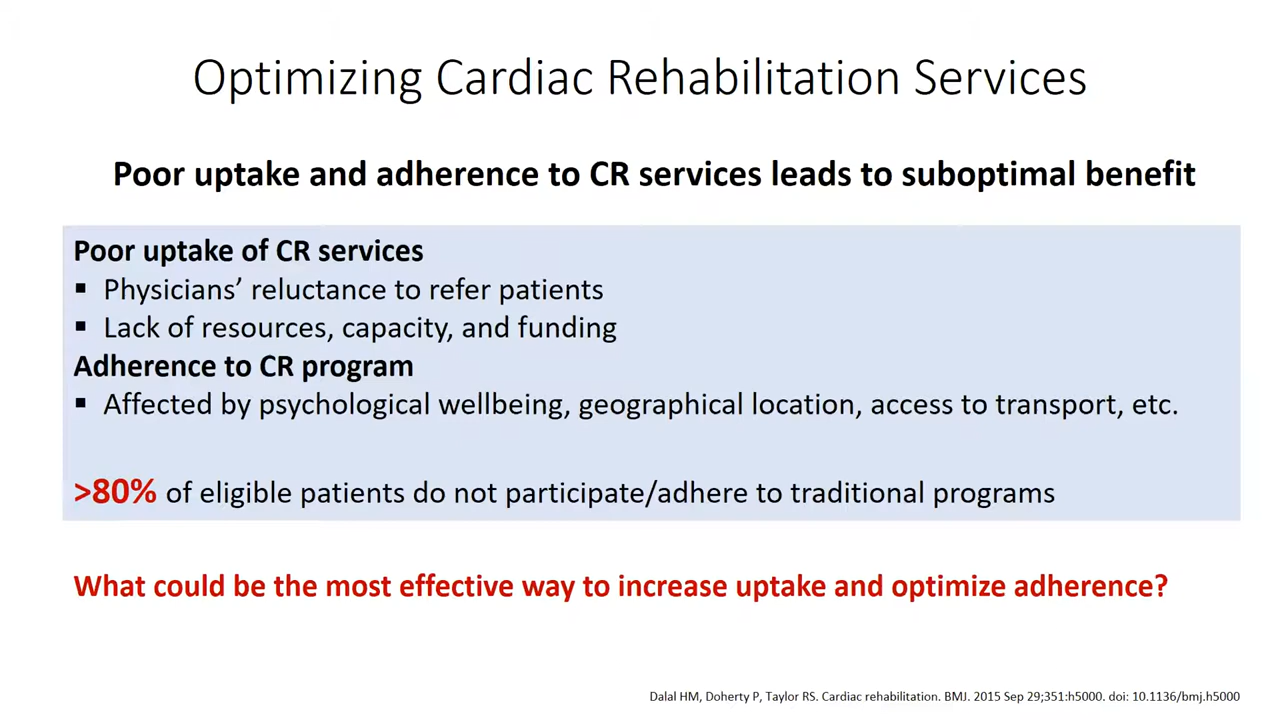 Optimizing Cardiac Rehabilitation Services
Poor uptake and adherence to CR services leads to suboptimal benefit
Poor uptake of CR services
▪ Physicians’ reluctance to refer patients
▪ Lack of resources, capacity, and funding
Adherence to CR program
▪ Affected by psychological wellbeing, geographical location, access to transport, etc.
>80% of eligible patients do not participate/adhere to traditional programs
What could be the most effective way to increase uptake and optimize adherence?
Dalal HM, Doherty P, Taylor RS. Cardiac rehabilitation. BMJ. 2015 Sep 29;351:h5000. doi: 10.1136/bmj.h5000